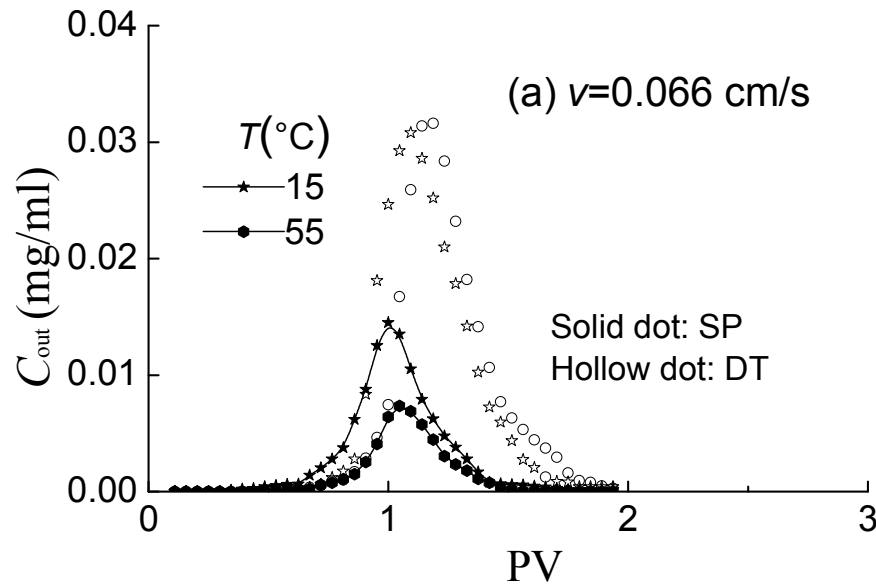 0.04
(a) v=0.066 cm/s
T(°C)
0.03
15
55
0.02
C_out (mg/ml)
Solid dot: SP
Hollow dot: DT
0.01
0.00
0 1 2 3
PV